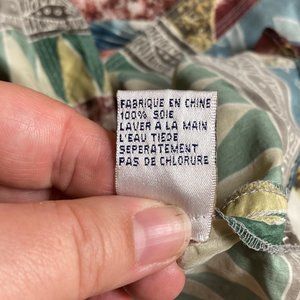 FABRIQUE EN CHINE
100% SOIE
LAVER A LA MAIN
L'EAU TIEDE
SEPERATEMENT
PAS DE CHLORURE